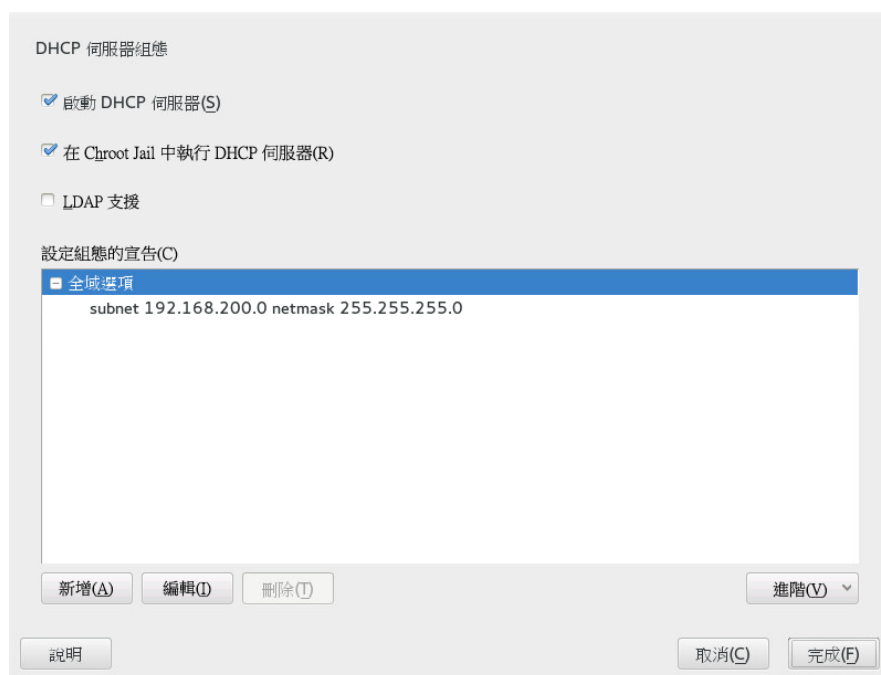 DHCP 伺服器組態
啟動 DHCP 伺服器(S)
在 Chroot Jail 中執行 DHCP 伺服器(R)
LDAP 支援
設定組態的宣告(C)
全域選項
subnet 192.168.200.0 netmask 255.255.255.0
新增(A) 編輯(I) 刪除(T) 進階(V)
說明 取消(C) 完成(F)